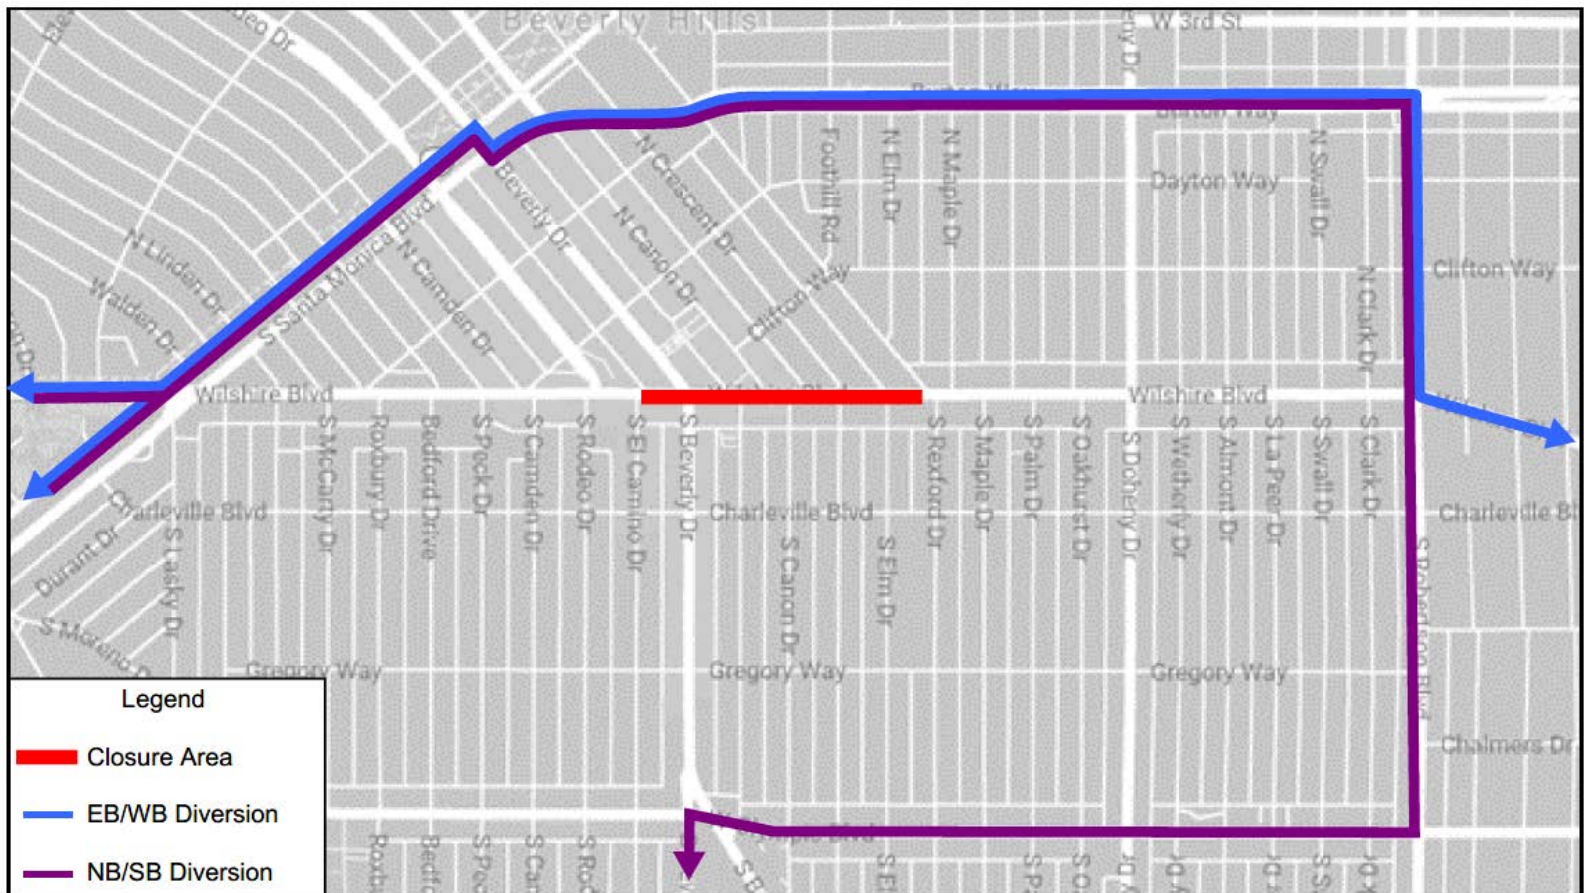 Beverly Hills
W 3rd St
Burton Way
N Crescent Dr
Foothill Rd
N Elm Dr
N Maple Dr
Dayton Way
N Swall Dr
Beverly Dr
S Santa Monica Blvd
N Linden Dr
Walden Dr
N Canon Dr
N Camden Dr
Clifton Way
Clifton Way
N Clark Dr
Wilshire Blvd
Wilshire Blvd
S McCarty Dr
Roxbury Dr
Bedford Drive
S Peck Dr
S Camden Dr
S Rodeo Dr
S El Camino Dr
S Beverly Dr
S Rexford Dr
S Maple Dr
S Palm Dr
S Oakhurst Dr
S Doheny Dr
S Wetherly Dr
S Almont Dr
S La Peer Dr
S Swall Dr
S Clark Dr
Charleville Blvd
Charleville Blvd
Charleville Bl
Durant Dr
S Lasky Dr
S Canon Dr
S Elm Dr
S Robertson Blvd
S Moreno D
Gregory Way
Gregory Way
Gregory Way
Chalmers Dr
Legend
Closure Area
EB/WB Diversion
NB/SB Diversion